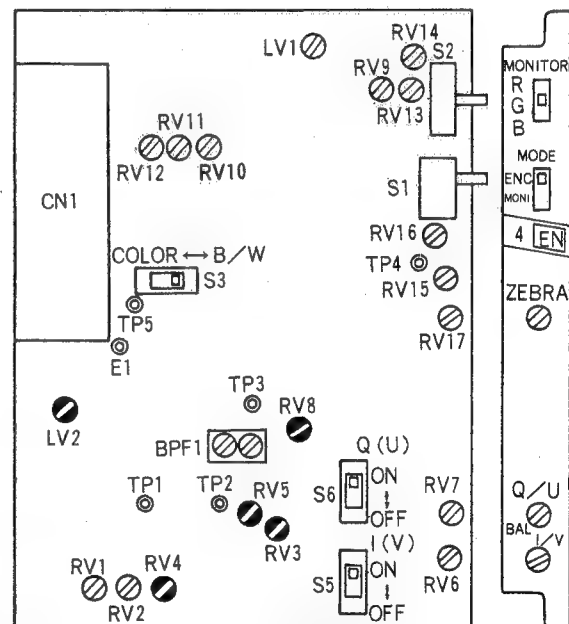 RV14
LV1
S2
RV9
MONITOR
R
G
B
RV13
RV11
RV12
RV10
MODE
CN1
S1
ENC
MONI
RV16
4 EN
COLOR ↔ B/W
TP4
S3
RV15
ZEBRA
TP5
RV17
E1
TP3
RV8
LV2
BPF1
Q (U)
ON
↕
OFF
S6
TP1
TP2
RV5
RV3
RV7
Q/U
BAL
I/V
I (V)
ON
↕
OFF
S5
RV6
RV1
RV2
RV4